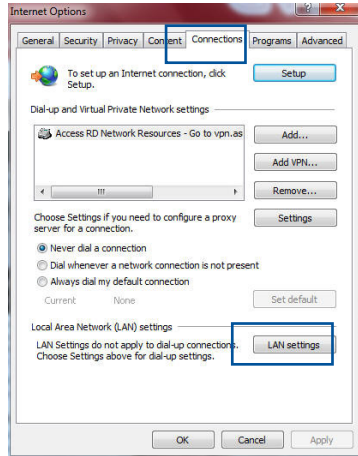 Internet Options
General Security Privacy Content Connections Programs Advanced
To set up an Internet connection, click Setup
Setup.
Dial-up and Virtual Private Network settings
Access RD Network Resources - Go to vpn.as Add...
Add VPN...
Remove...
Choose Settings if you need to configure a proxy Settings
server for a connection.
Never dial a connection
Dial whenever a network connection is not present
Always dial my default connection
Current None Set default
Local Area Network (LAN) settings
LAN Settings do not apply to dial-up connections. LAN settings
Choose Settings above for dial-up settings.
OK Cancel Apply